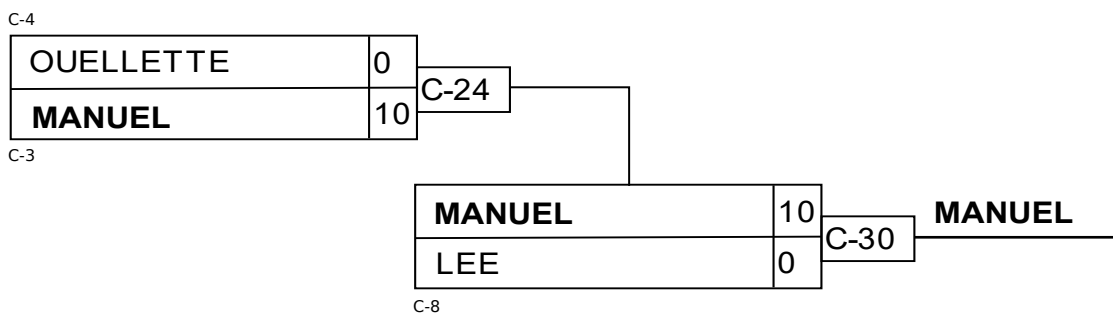 C-4
OUELLETTE 0
C-24
MANUEL 10
C-3
MANUEL 10
MANUEL
C-30
LEE 0
C-8